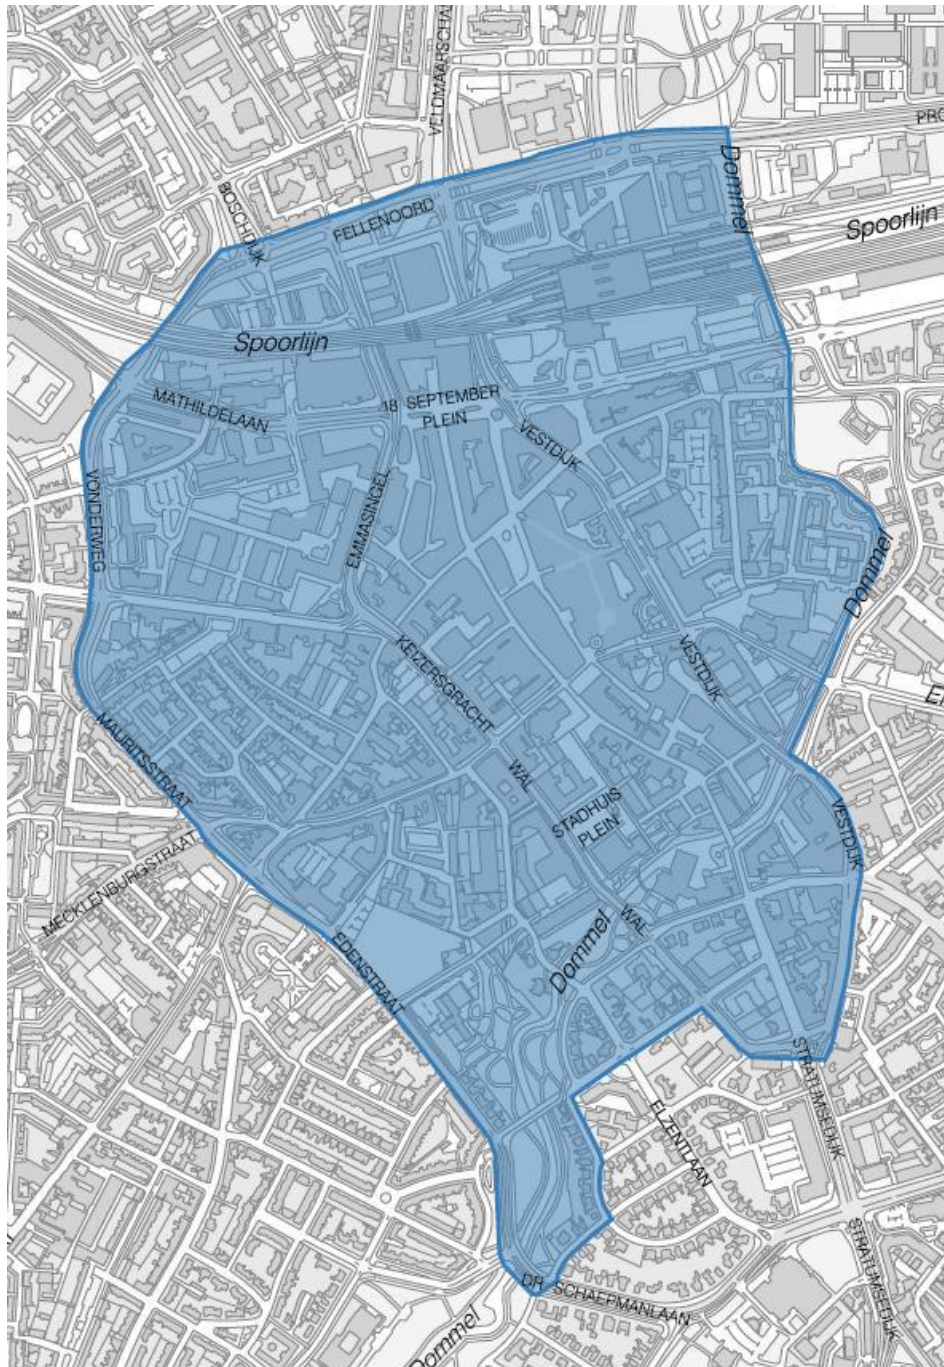 VELDMAARSCH
PRO
Dommel
BOSCHDIJK
FELLENOORD
Spoorlijn
Spoorlijn
MATHILDELAAN
18 SEPTEMBER
PLEIN
VESTDIJK
VONDERWEG
EMMASINGEL
Dommel
KEIZERSGRACHT
VESTDIJK
MAURITSSTRAAT
WAL
STADHUIS
PLEIN
VESTDIJK
MECKLENBURGSTRAAT
WAL
Dommel
EDENSTRAAT
STRATUMSEDIJK
ELZENTLAAN
STRATUMSEDIJK
DR. SCHAEPMANLAAN
Dommel